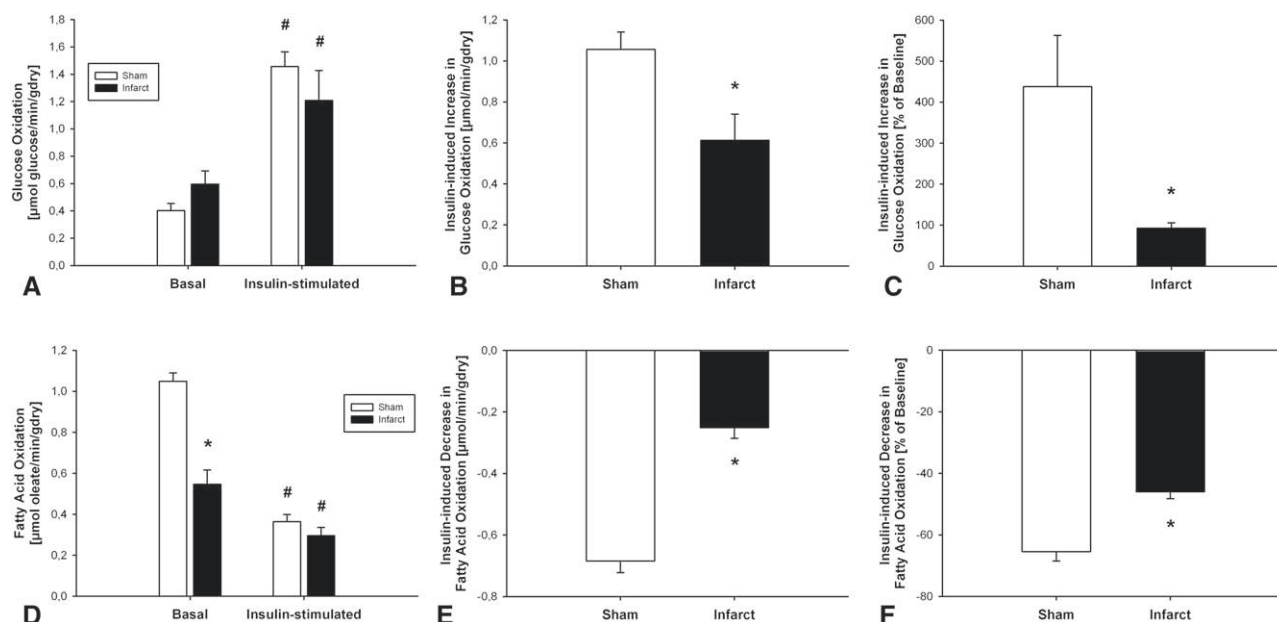 Glucose Oxidation
[µmol glucose/min/gdry]
1,8
1,6
1,4
1,2
1,0
0,8
0,6
0,4
0,2
0,0
Sham
Infarct
#
#
Basal
Insulin-stimulated
A
Insulin-induced Increase in
Glucose Oxidation [µmol/min/gdry]
1,2
1,0
0,8
0,6
0,4
0,2
0,0
*
Sham
Infarct
B
Insulin-induced Increase in
Glucose Oxidation [% of Baseline]
600
500
400
300
200
100
0
*
Sham
Infarct
C
Fatty Acid Oxidation
[µmol oleate/min/gdry]
1,2
1,0
0,8
0,6
0,4
0,2
0,0
Sham
Infarct
*
#
#
Basal
Insulin-stimulated
D
Insulin-induced Decrease in
Fatty Acid Oxidation [µmol/min/gdry]
0,0
-0,2
-0,4
-0,6
-0,8
*
Sham
Infarct
E
Insulin-induced Decrease in
Fatty Acid Oxidation [% of Baseline]
0
-20
-40
-60
-80
*
Sham
Infarct
F